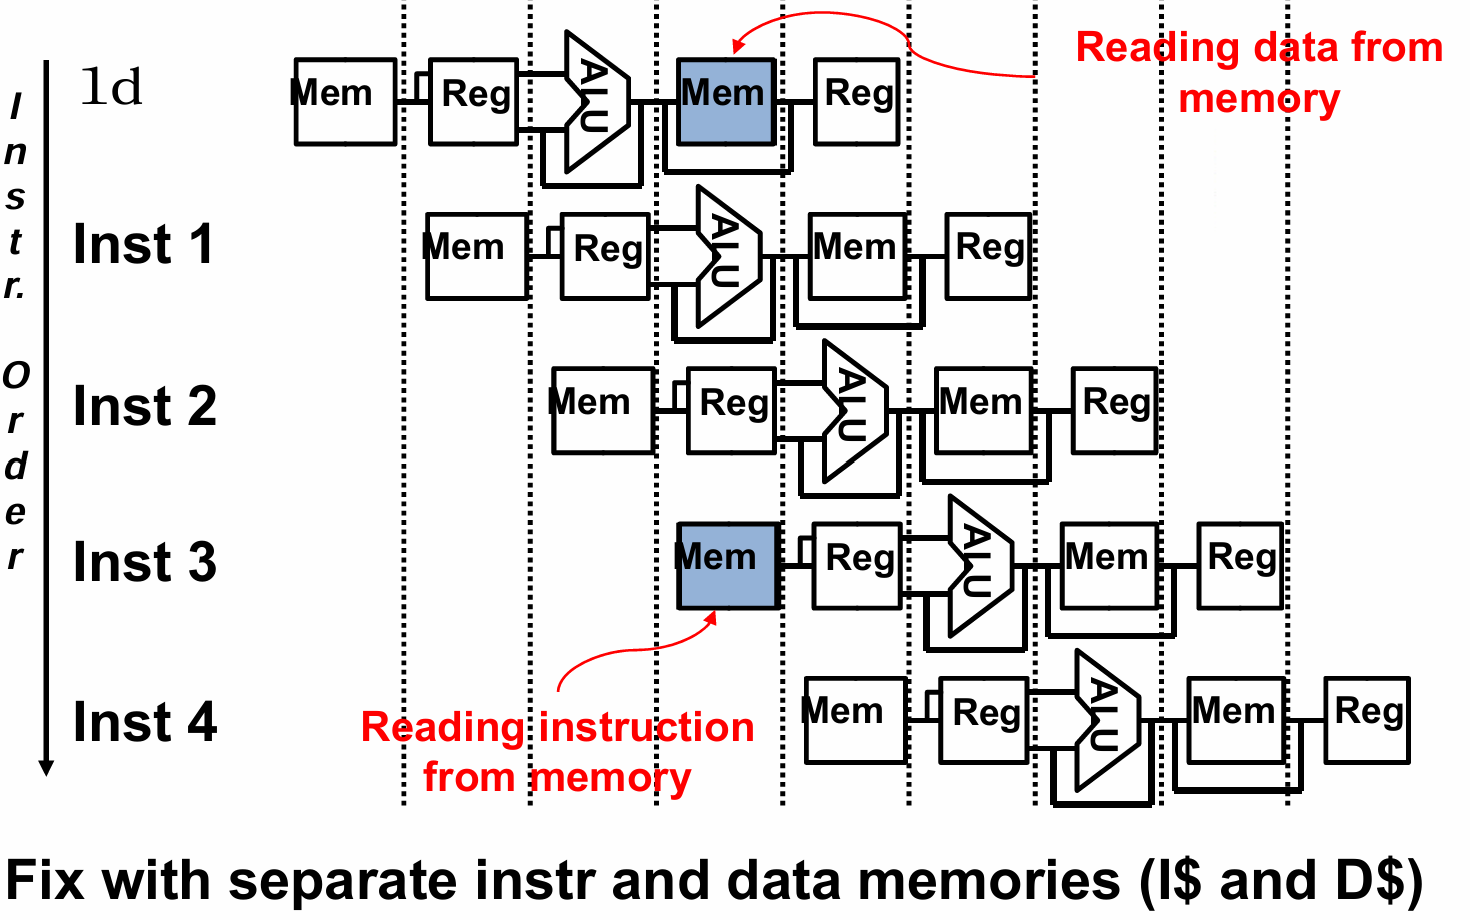 Instr. Order
Reading data from
memory
ld
Mem Reg ALU Mem Reg
Inst 1
Mem Reg ALU Mem Reg
Inst 2
Mem Reg ALU Mem Reg
Inst 3
Mem Reg ALU Mem Reg
Inst 4
Mem Reg ALU Mem Reg
Reading instruction
from memory
Fix with separate instr and data memories (I$ and D$)